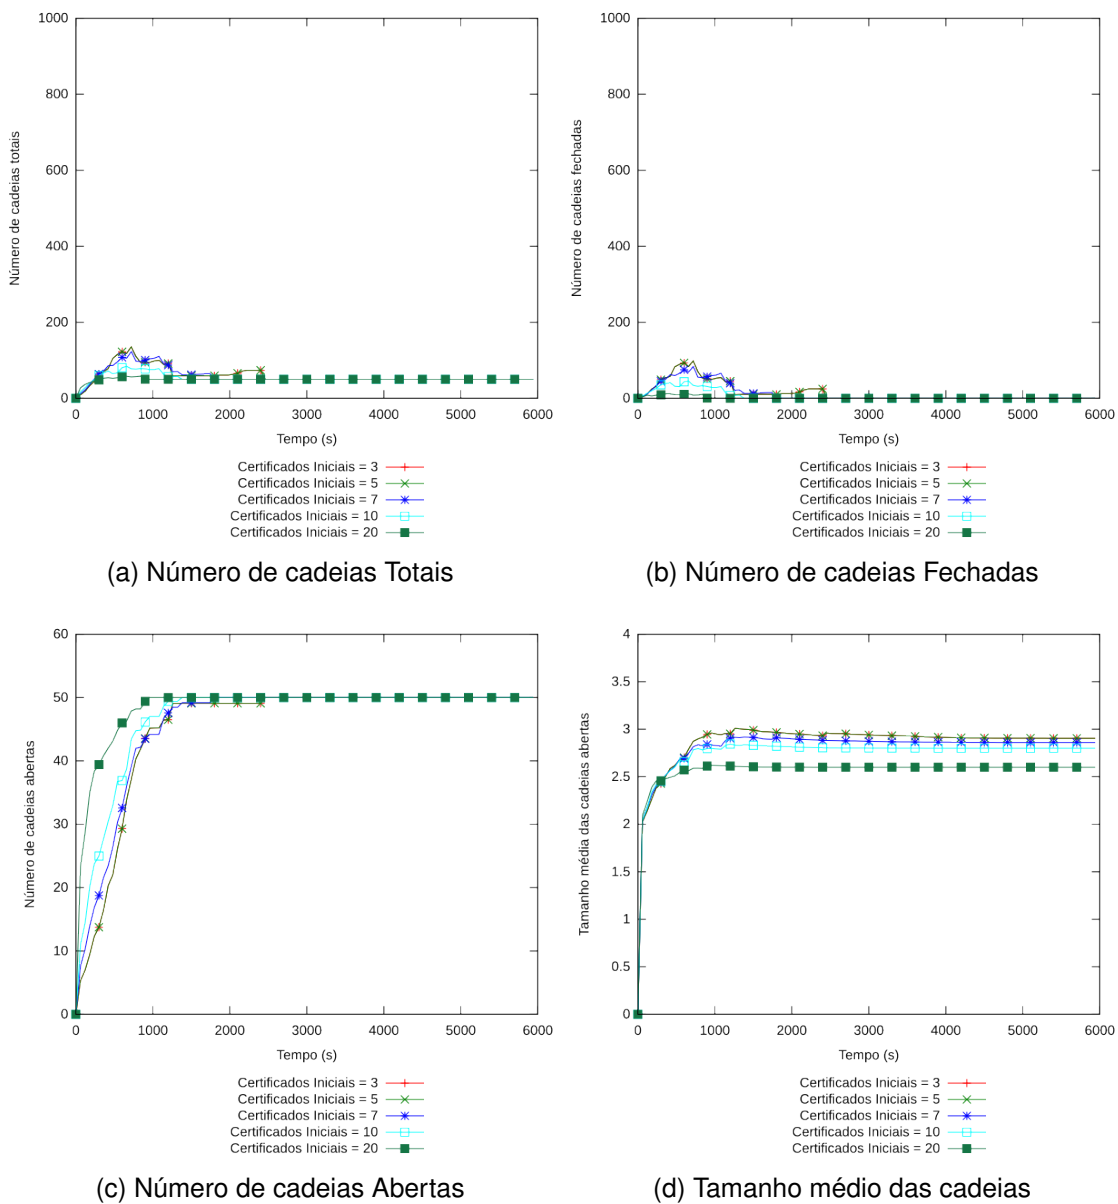 1000
800
600
400
200
0
Número de cadeias totais
0 1000 2000 3000 4000 5000 6000
Tempo (s)
Certificados Iniciais = 3
Certificados Iniciais = 5
Certificados Iniciais = 7
Certificados Iniciais = 10
Certificados Iniciais = 20
(a) Número de cadeias Totais
1000
800
600
400
200
0
Número de cadeias fechadas
0 1000 2000 3000 4000 5000 6000
Tempo (s)
Certificados Iniciais = 3
Certificados Iniciais = 5
Certificados Iniciais = 7
Certificados Iniciais = 10
Certificados Iniciais = 20
(b) Número de cadeias Fechadas
60
50
40
30
20
10
0
Número de cadeias abertas
0 1000 2000 3000 4000 5000 6000
Tempo (s)
Certificados Iniciais = 3
Certificados Iniciais = 5
Certificados Iniciais = 7
Certificados Iniciais = 10
Certificados Iniciais = 20
(c) Número de cadeias Abertas
4
3.5
3
2.5
2
1.5
1
0.5
0
Tamanho média das cadeias abertas
0 1000 2000 3000 4000 5000 6000
Tempo (s)
Certificados Iniciais = 3
Certificados Iniciais = 5
Certificados Iniciais = 7
Certificados Iniciais = 10
Certificados Iniciais = 20
(d) Tamanho médio das cadeias